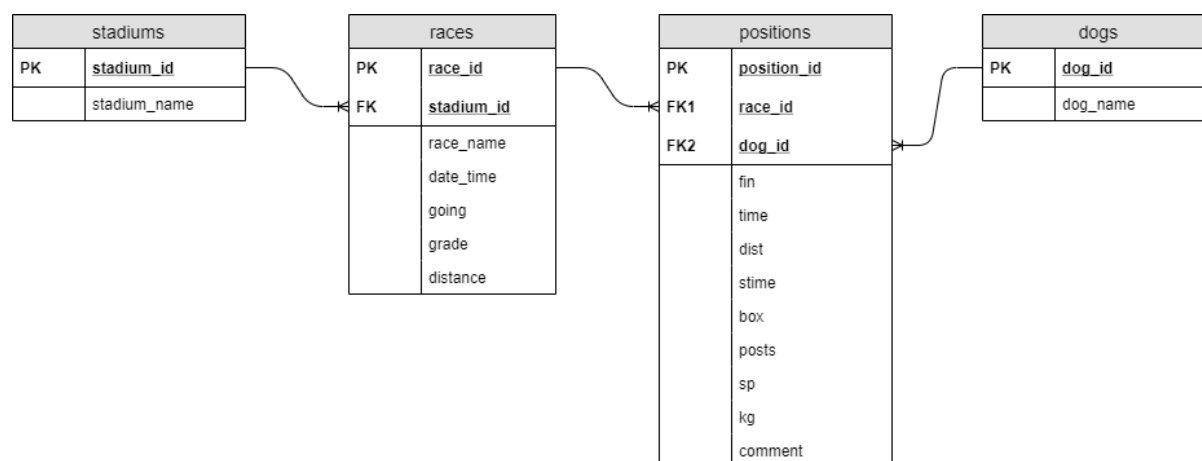 stadiums
PK stadium_id
stadium_name
races
PK race_id
FK stadium_id
race_name
date_time
going
grade
distance
positions
PK position_id
FK1 race_id
FK2 dog_id
fin
time
dist
stime
box
posts
sp
kg
comment
dogs
PK dog_id
dog_name